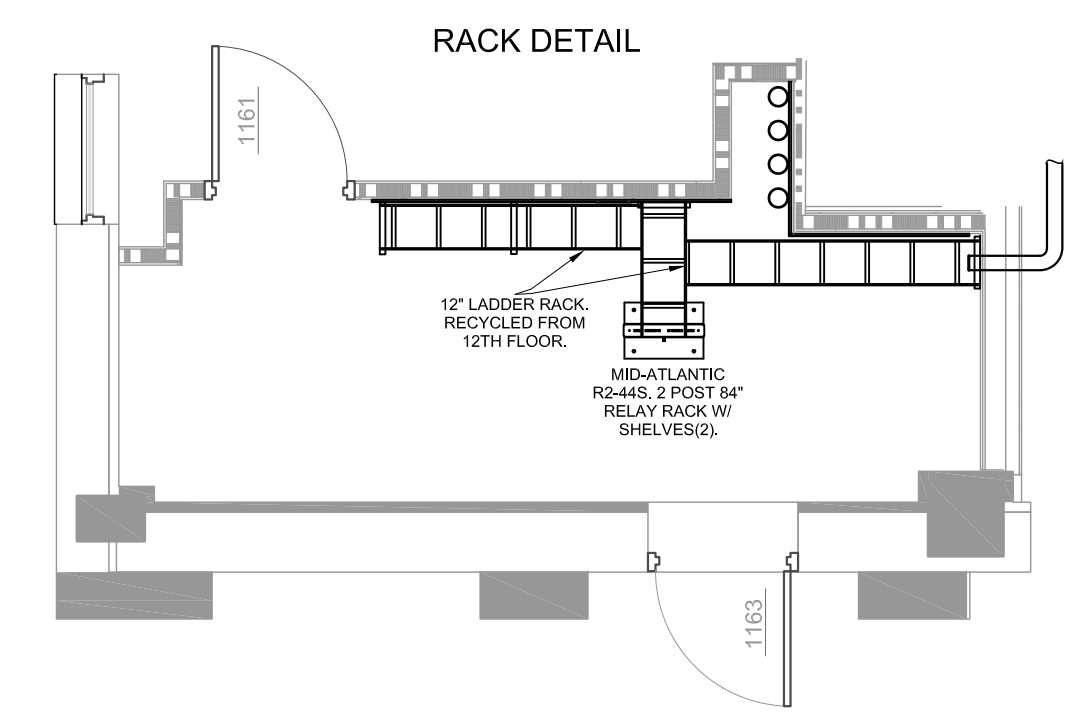 RACK DETAIL
1161
12" LADDER RACK.
RECYCLED FROM
12TH FLOOR.
MID-ATLANTIC
R2-44S. 2 POST 84"
RELAY RACK W/
SHELVES(2).
1163